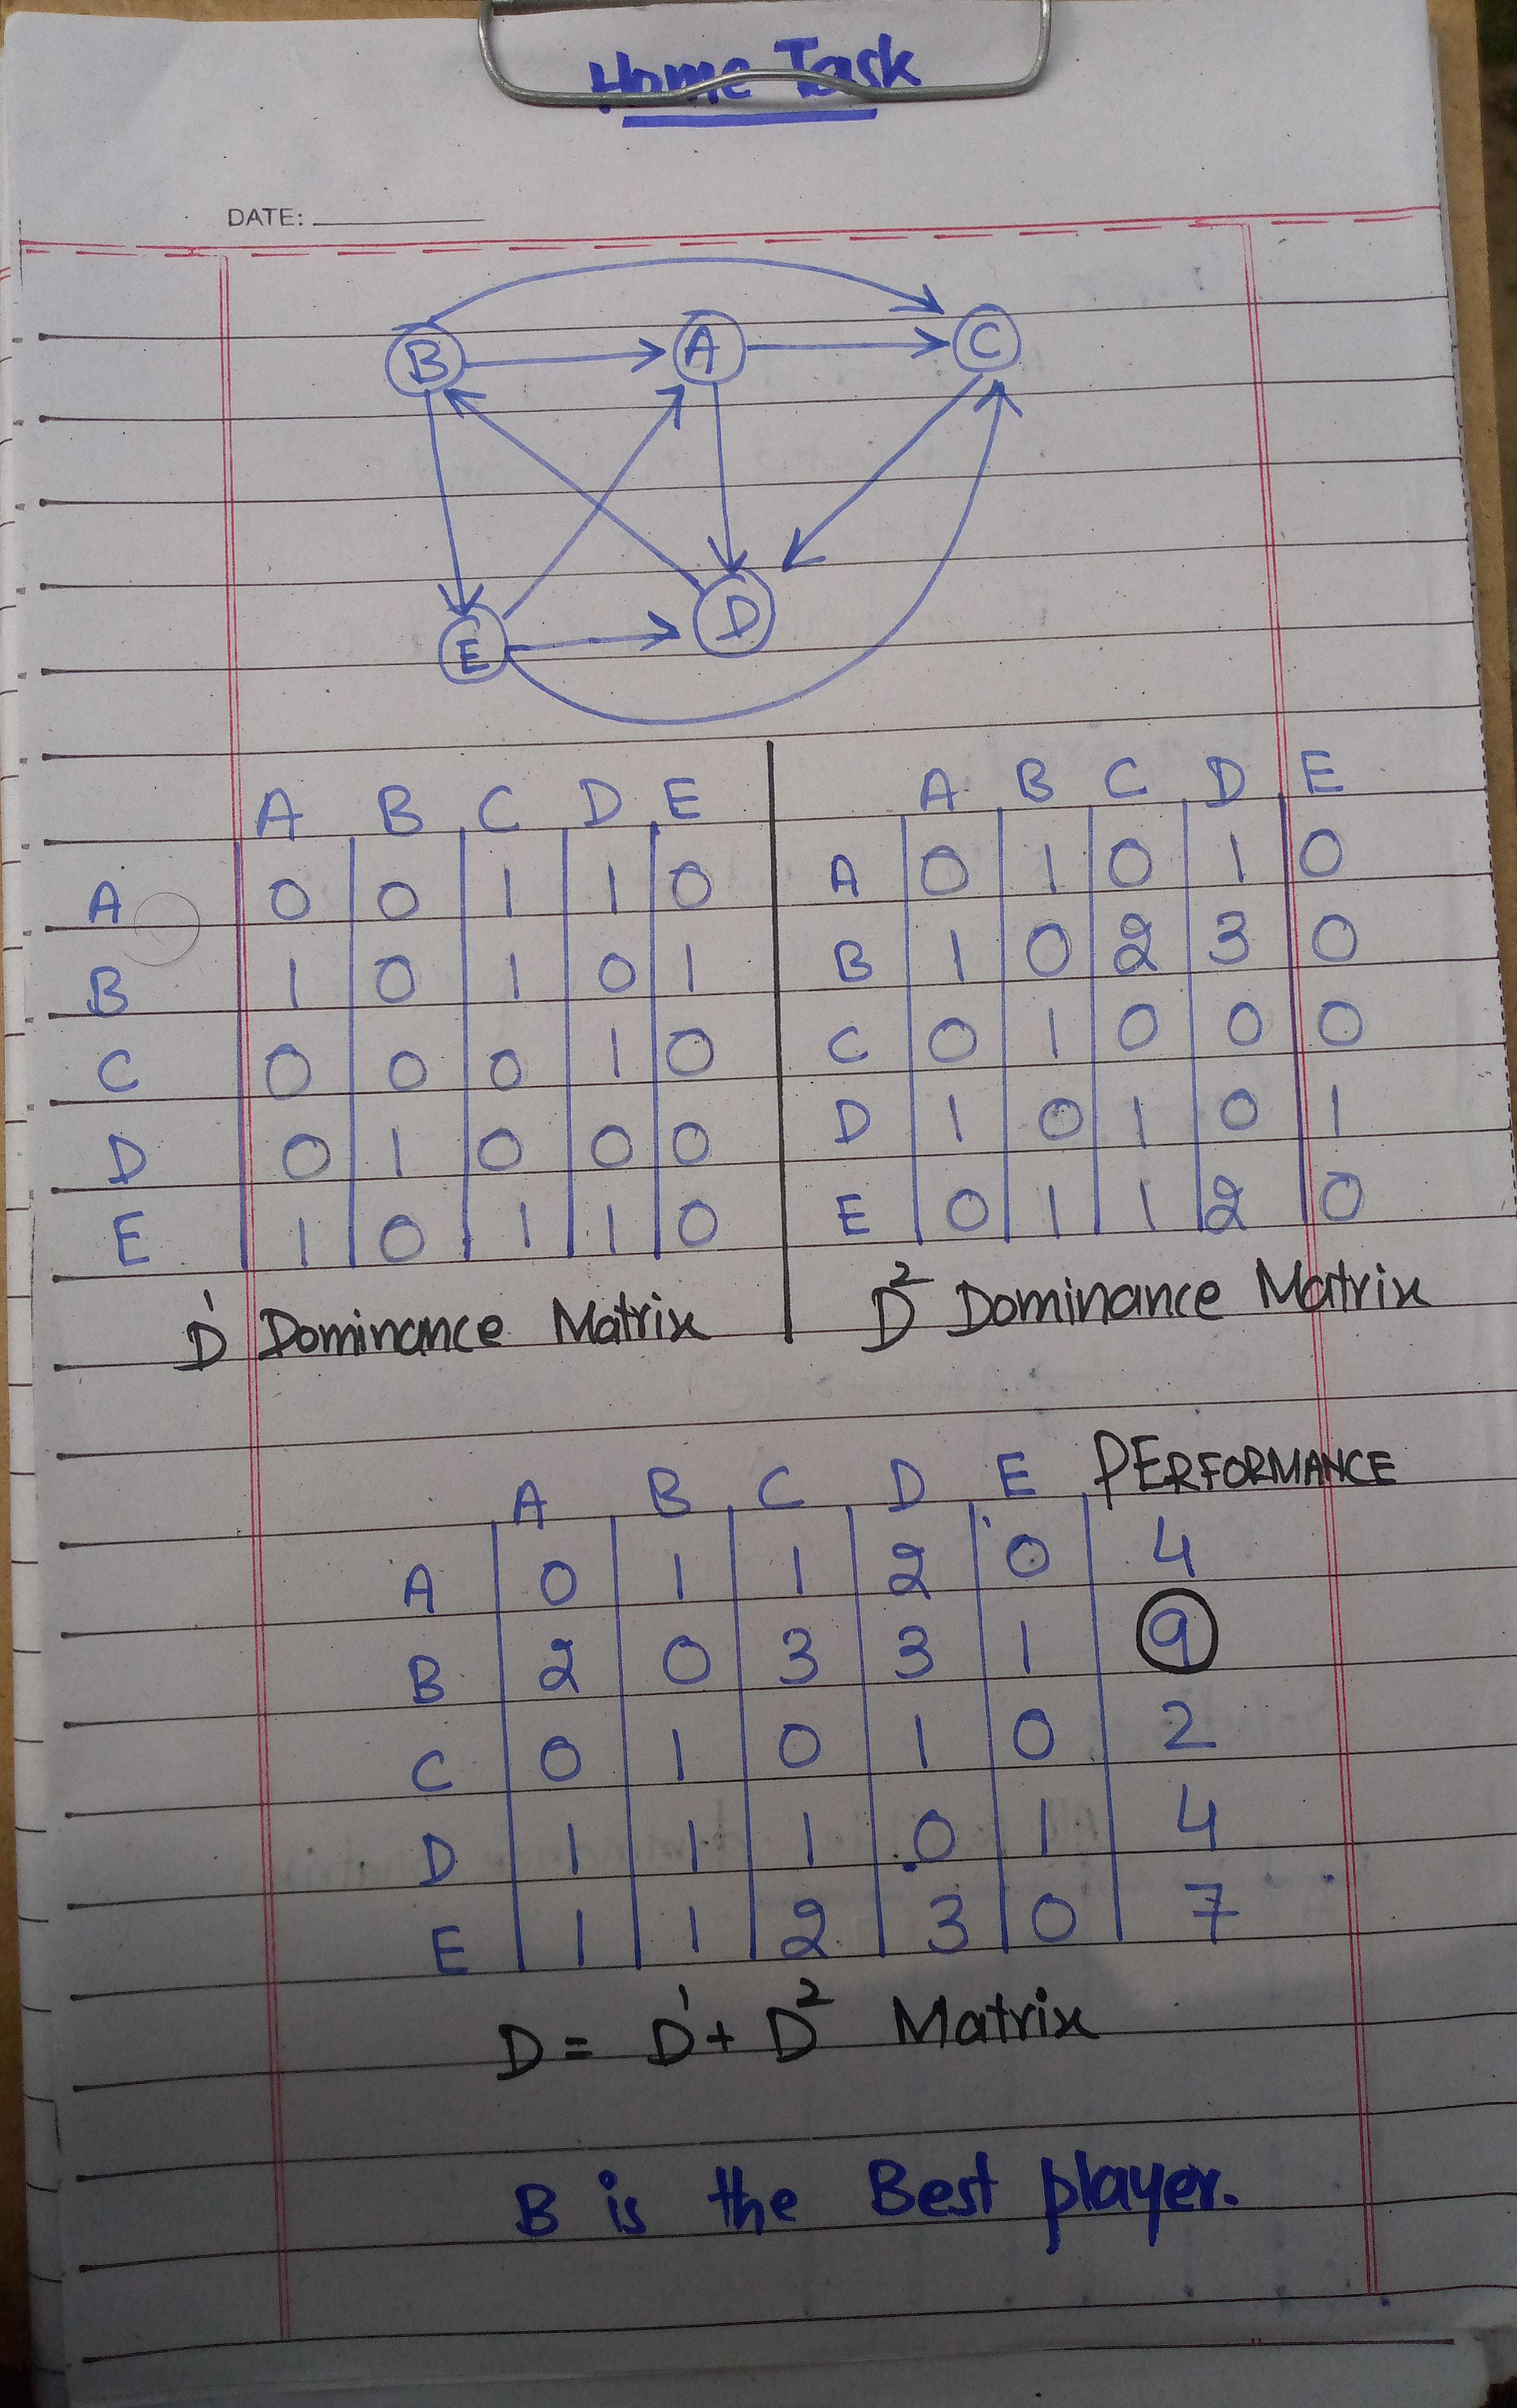 Home Task
DATE:
B A C
E D
A B C D E
A 0 0 1 1 0
B 1 0 1 0 1
C 0 0 0 1 0
D 0 1 0 0 0
E 1 0 1 1 0
D¹ Dominance Matrix
A B C D E
A 0 1 0 1 0
B 1 0 2 3 0
C 0 1 0 0 0
D 1 0 1 0 1
E 0 1 1 2 0
D² Dominance Matrix
A B C D E PERFORMANCE
A 0 1 1 2 0 4
B 2 0 3 3 1 9
C 0 1 0 1 0 2
D 1 1 1 0 1 4
E 1 1 2 3 0 7
D = D¹ + D² Matrix
B is the Best player.